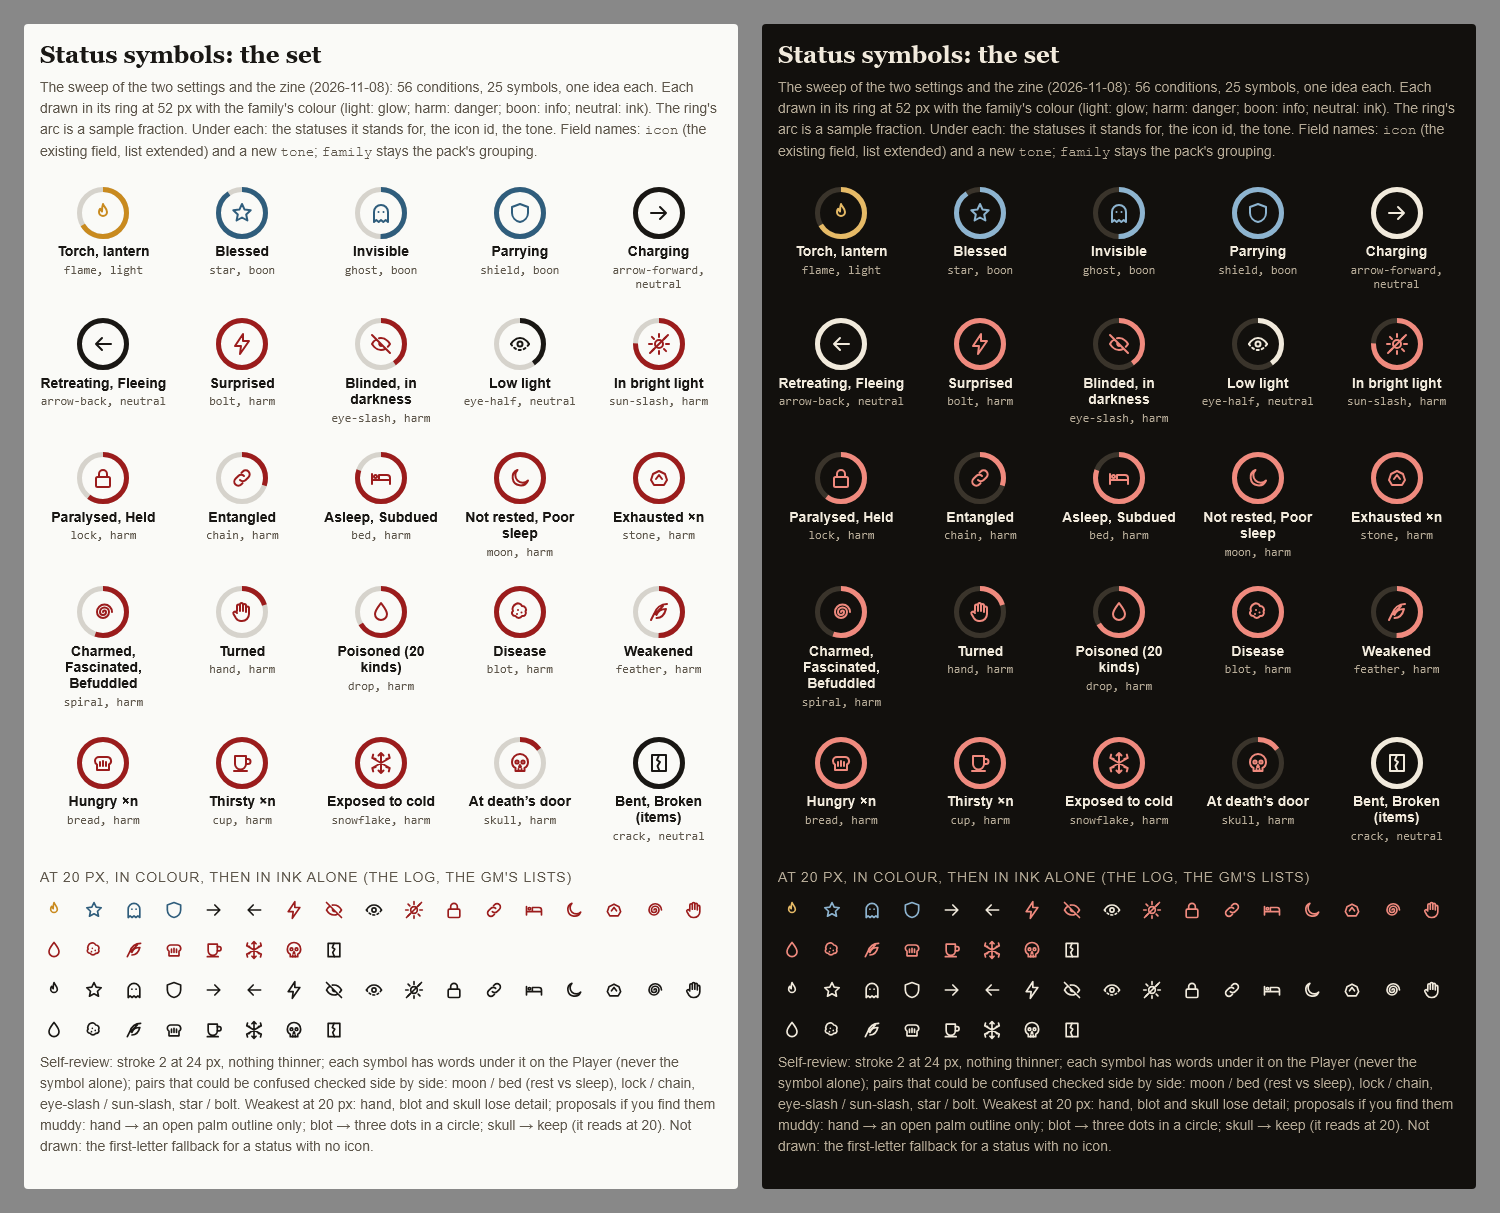 Status symbols: the set
The sweep of the two settings and the zine (2026-11-08): 56 conditions, 25 symbols, one idea each. Each
drawn in its ring at 52 px with the family's colour (light: glow; harm: danger; boon: info; neutral: ink). The ring's
arc is a sample fraction. Under each: the statuses it stands for, the icon id, the tone. Field names: icon (the
existing field, list extended) and a new tone; family stays the pack's grouping.
Torch, lantern
flame, light
Blessed
star, boon
Invisible
ghost, boon
Parrying
shield, boon
Charging
arrow-forward,
neutral
Retreating, Fleeing
arrow-back, neutral
Surprised
bolt, harm
Blinded, in
darkness
eye-slash, harm
Low light
eye-half, neutral
In bright light
sun-slash, harm
Paralysed, Held
lock, harm
Entangled
chain, harm
Asleep, Subdued
bed, harm
Not rested, Poor
sleep
moon, harm
Exhausted ×n
stone, harm
Charmed,
Fascinated,
Befuddled
spiral, harm
Turned
hand, harm
Poisoned (20
kinds)
drop, harm
Disease
blot, harm
Weakened
feather, harm
Hungry ×n
bread, harm
Thirsty ×n
cup, harm
Exposed to cold
snowflake, harm
At death's door
skull, harm
Bent, Broken
(items)
crack, neutral
AT 20 PX, IN COLOUR, THEN IN INK ALONE (THE LOG, THE GM'S LISTS)
Self-review: stroke 2 at 24 px, nothing thinner; each symbol has words under it on the Player (never the
symbol alone); pairs that could be confused checked side by side: moon / bed (rest vs sleep), lock / chain,
eye-slash / sun-slash, star / bolt. Weakest at 20 px: hand, blot and skull lose detail; proposals if you find them
muddy: hand → an open palm outline only; blot → three dots in a circle; skull → keep (it reads at 20). Not
drawn: the first-letter fallback for a status with no icon.
Status symbols: the set
The sweep of the two settings and the zine (2026-11-08): 56 conditions, 25 symbols, one idea each. Each
drawn in its ring at 52 px with the family's colour (light: glow; harm: danger; boon: info; neutral: ink). The ring's
arc is a sample fraction. Under each: the statuses it stands for, the icon id, the tone. Field names: icon (the
existing field, list extended) and a new tone; family stays the pack's grouping.
Torch, lantern
flame, light
Blessed
star, boon
Invisible
ghost, boon
Parrying
shield, boon
Charging
arrow-forward,
neutral
Retreating, Fleeing
arrow-back, neutral
Surprised
bolt, harm
Blinded, in
darkness
eye-slash, harm
Low light
eye-half, neutral
In bright light
sun-slash, harm
Paralysed, Held
lock, harm
Entangled
chain, harm
Asleep, Subdued
bed, harm
Not rested, Poor
sleep
moon, harm
Exhausted ×n
stone, harm
Charmed,
Fascinated,
Befuddled
spiral, harm
Turned
hand, harm
Poisoned (20
kinds)
drop, harm
Disease
blot, harm
Weakened
feather, harm
Hungry ×n
bread, harm
Thirsty ×n
cup, harm
Exposed to cold
snowflake, harm
At death's door
skull, harm
Bent, Broken
(items)
crack, neutral
AT 20 PX, IN COLOUR, THEN IN INK ALONE (THE LOG, THE GM'S LISTS)
Self-review: stroke 2 at 24 px, nothing thinner; each symbol has words under it on the Player (never the
symbol alone); pairs that could be confused checked side by side: moon / bed (rest vs sleep), lock / chain,
eye-slash / sun-slash, star / bolt. Weakest at 20 px: hand, blot and skull lose detail; proposals if you find them
muddy: hand → an open palm outline only; blot → three dots in a circle; skull → keep (it reads at 20). Not
drawn: the first-letter fallback for a status with no icon.